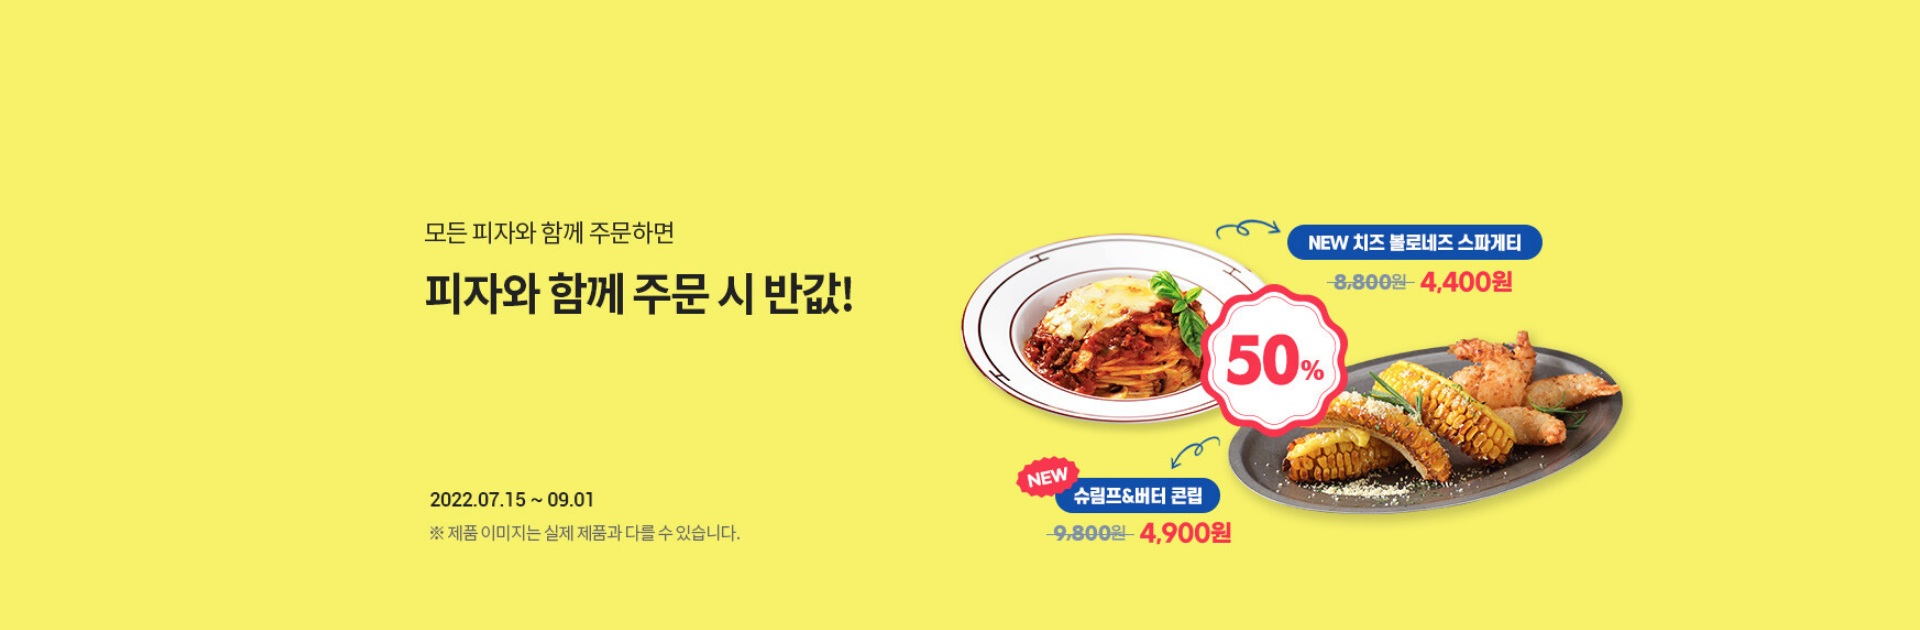 모든 피자와 함께 주문하면
피자와 함께 주문 시 반값!
2022.07.15 ~ 09.01
※ 제품 이미지는 실제 제품과 다를 수 있습니다.
NEW 치즈 볼로네즈 스파게티
8,800원 4,400원
50%
NEW
슈림프&버터 콘립
9,800원 4,900원